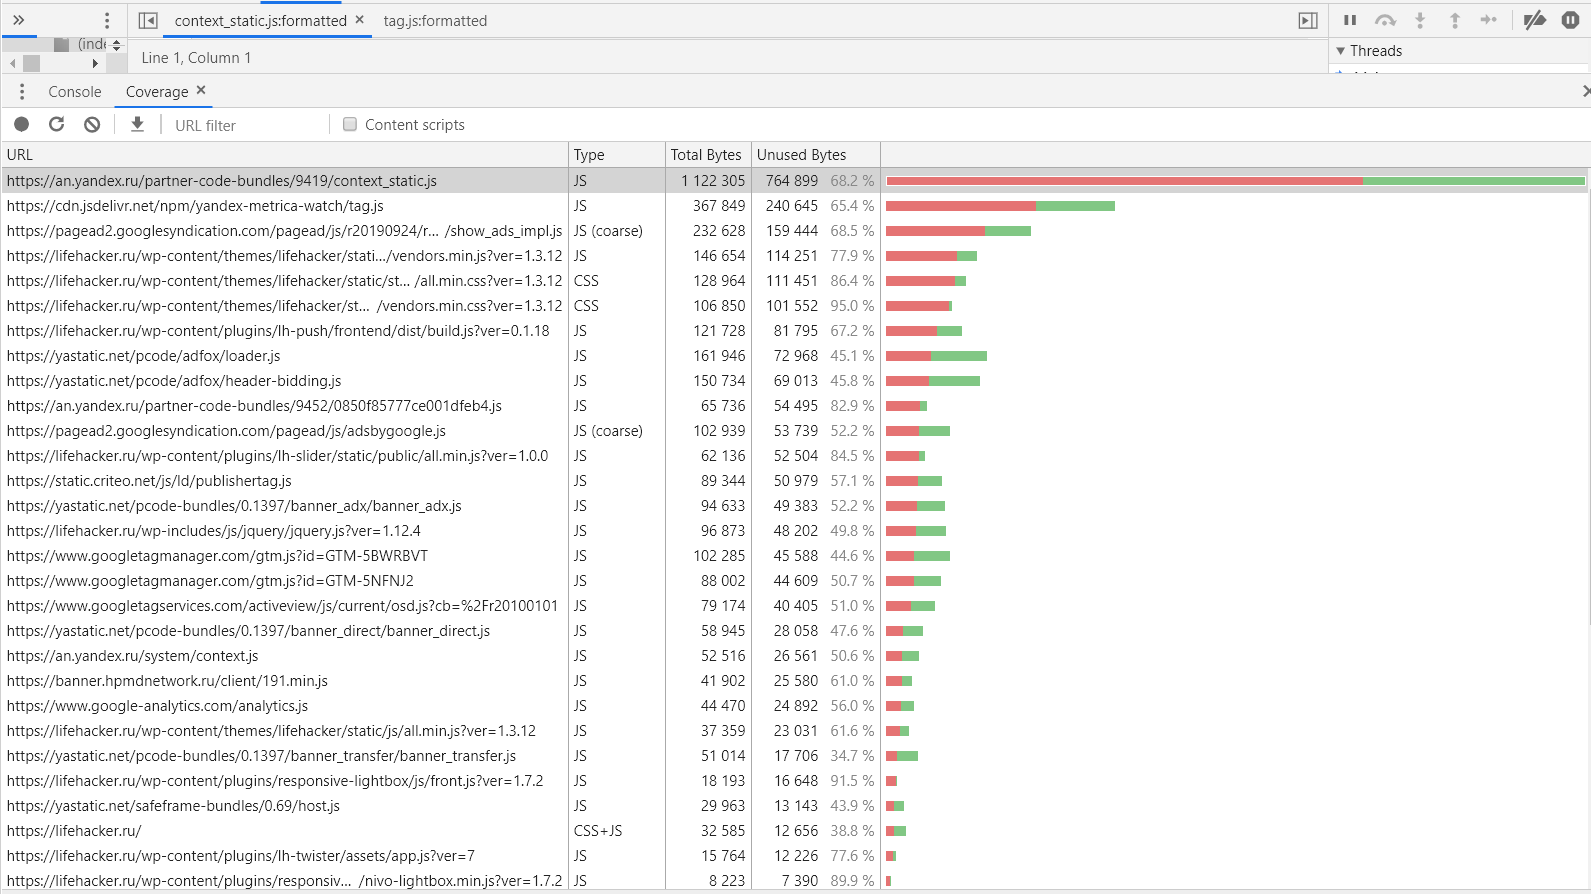 context_static.js:formatted × tag.js:formatted
(inde
Line 1, Column 1
Threads
Console Coverage ×
URL filter Content scripts
URL Type Total Bytes Unused Bytes
https://an.yandex.ru/partner-code-bundles/9419/context_static.js JS 1 122 305 764 899 68.2 %
https://cdn.jsdelivr.net/npm/yandex-metrica-watch/tag.js JS 367 849 240 645 65.4 %
https://pagead2.googlesyndication.com/pagead/js/r20190924/r… /show_ads_impl.js JS (coarse) 232 628 159 444 68.5 %
https://lifehacker.ru/wp-content/themes/lifehacker/stati…/vendors.min.js?ver=1.3.12 JS 146 654 114 251 77.9 %
https://lifehacker.ru/wp-content/themes/lifehacker/static/st… /all.min.css?ver=1.3.12 CSS 128 964 111 451 86.4 %
https://lifehacker.ru/wp-content/themes/lifehacker/st… /vendors.min.css?ver=1.3.12 CSS 106 850 101 552 95.0 %
https://lifehacker.ru/wp-content/plugins/lh-push/frontend/dist/build.js?ver=0.1.18 JS 121 728 81 795 67.2 %
https://yastatic.net/pcode/adfox/loader.js JS 161 946 72 968 45.1 %
https://yastatic.net/pcode/adfox/header-bidding.js JS 150 734 69 013 45.8 %
https://an.yandex.ru/partner-code-bundles/9452/0850f85777ce001dfeb4.js JS 65 736 54 495 82.9 %
https://pagead2.googlesyndication.com/pagead/js/adsbygoogle.js JS (coarse) 102 939 53 739 52.2 %
https://lifehacker.ru/wp-content/plugins/lh-slider/static/public/all.min.js?ver=1.0.0 JS 62 136 52 504 84.5 %
https://static.criteo.net/js/ld/publishertag.js JS 89 344 50 979 57.1 %
https://yastatic.net/pcode-bundles/0.1397/banner_adx/banner_adx.js JS 94 633 49 383 52.2 %
https://lifehacker.ru/wp-includes/js/jquery/jquery.js?ver=1.12.4 JS 96 873 48 202 49.8 %
https://www.googletagmanager.com/gtm.js?id=GTM-5BWRBVT JS 102 285 45 588 44.6 %
https://www.googletagmanager.com/gtm.js?id=GTM-5NFNJ2 JS 88 002 44 609 50.7 %
https://www.googletagservices.com/activeview/js/current/osd.js?cb=%2Fr20100101 JS 79 174 40 405 51.0 %
https://yastatic.net/pcode-bundles/0.1397/banner_direct/banner_direct.js JS 58 945 28 058 47.6 %
https://an.yandex.ru/system/context.js JS 52 516 26 561 50.6 %
https://banner.hpmdnetwork.ru/client/191.min.js JS 41 902 25 580 61.0 %
https://www.google-analytics.com/analytics.js JS 44 470 24 892 56.0 %
https://lifehacker.ru/wp-content/themes/lifehacker/static/js/all.min.js?ver=1.3.12 JS 37 359 23 031 61.6 %
https://yastatic.net/pcode-bundles/0.1397/banner_transfer/banner_transfer.js JS 51 014 17 706 34.7 %
https://lifehacker.ru/wp-content/plugins/responsive-lightbox/js/front.js?ver=1.7.2 JS 18 193 16 648 91.5 %
https://yastatic.net/safeframe-bundles/0.69/host.js JS 29 963 13 143 43.9 %
https://lifehacker.ru/ CSS+JS 32 585 12 656 38.8 %
https://lifehacker.ru/wp-content/plugins/lh-twister/assets/app.js?ver=7 JS 15 764 12 226 77.6 %
https://lifehacker.ru/wp-content/plugins/responsiv… /nivo-lightbox.min.js?ver=1.7.2 JS 8 223 7 390 89.9 %